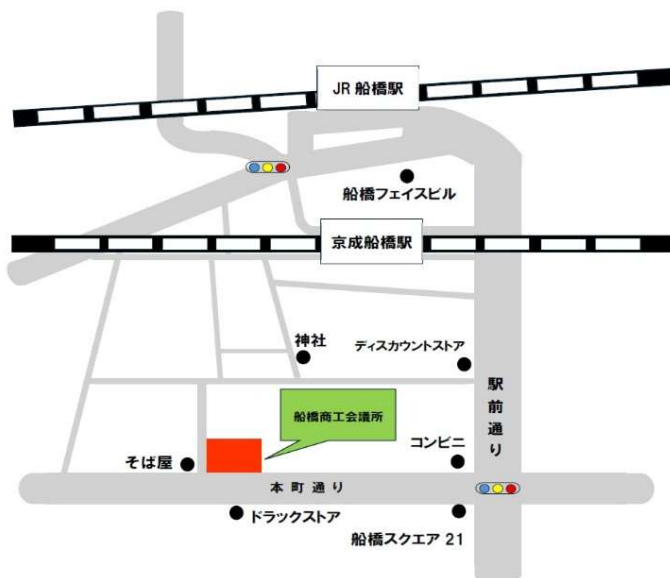 JR 船橋駅
船橋フェイスビル
京成船橋駅
神社
ディスカウントストア
駅前通り
船橋商工会議所
コンビニ
そば屋
本町通り
ドラックストア
船橋スクエア 21